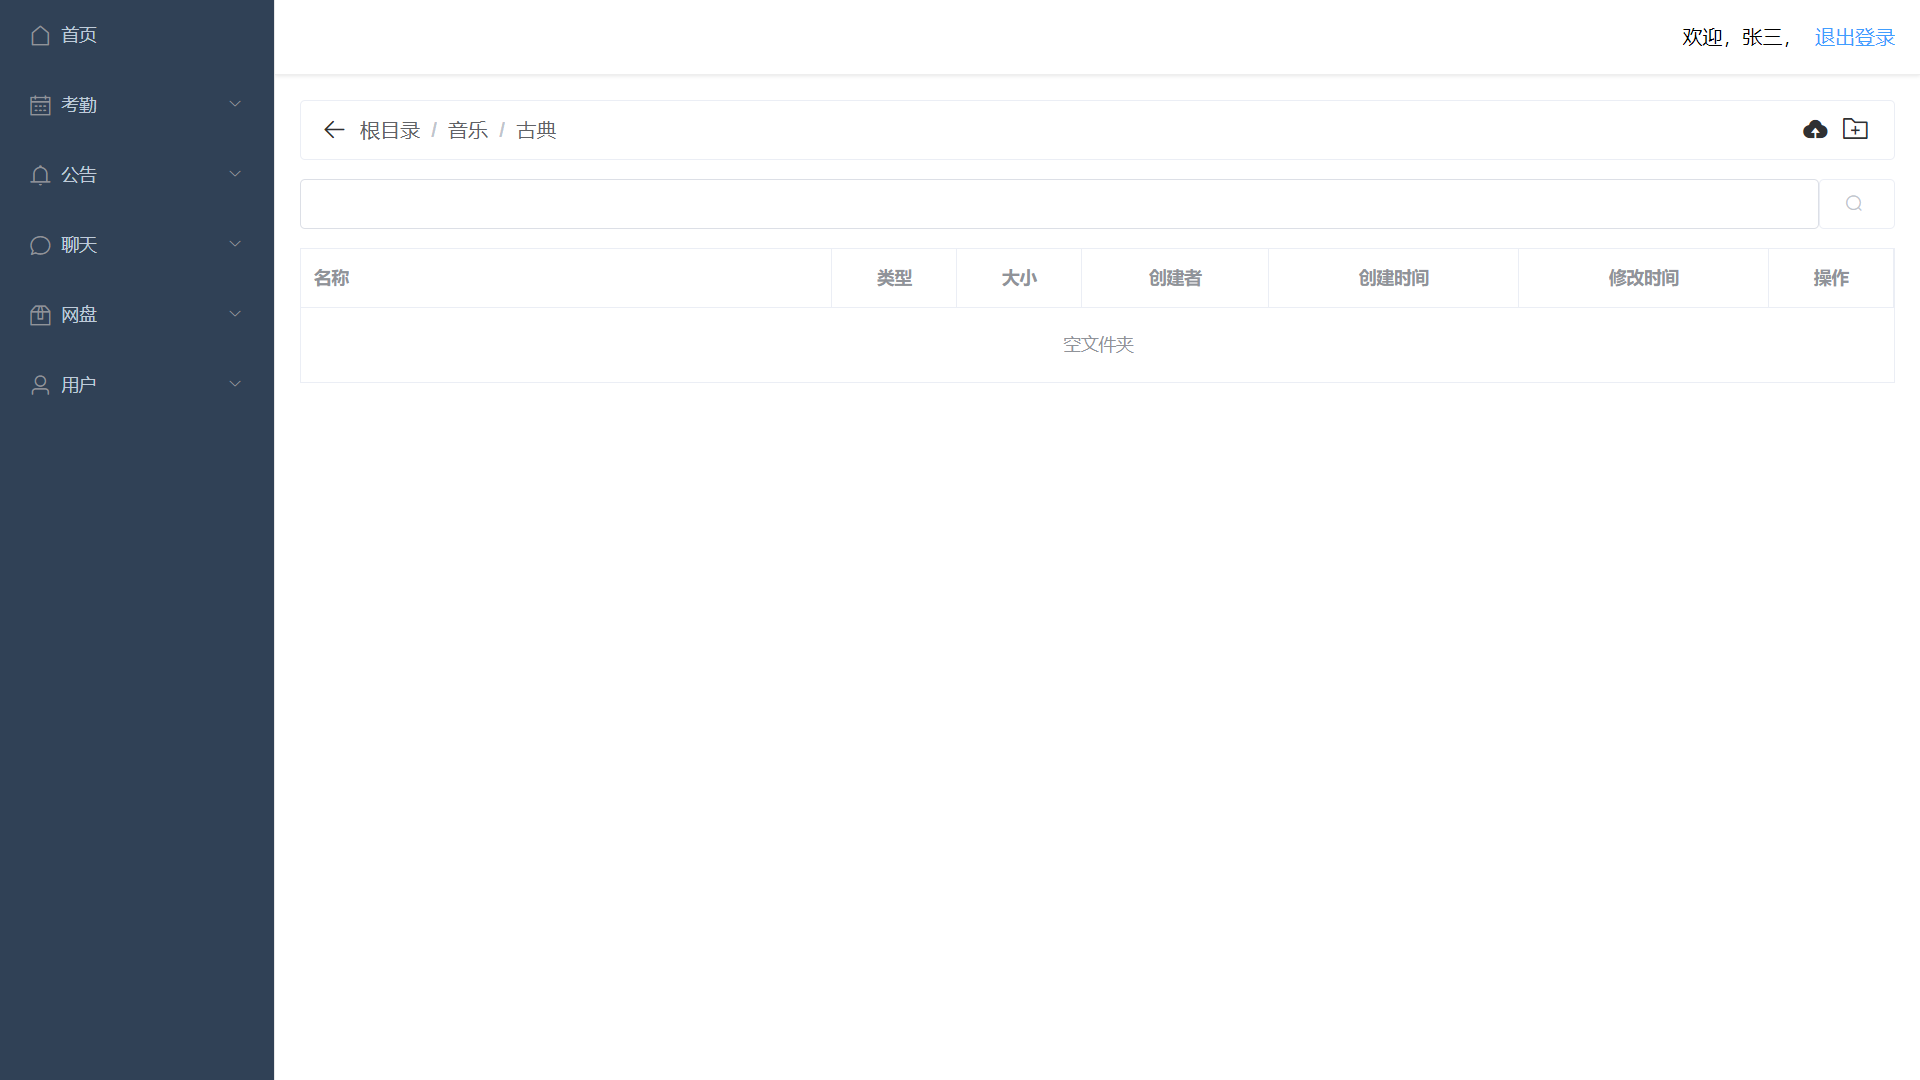 首页
考勤
公告
聊天
网盘
用户
欢迎，张三， 退出登录
根目录 / 音乐 / 古典
名称 类型 大小 创建者 创建时间 修改时间 操作
空文件夹